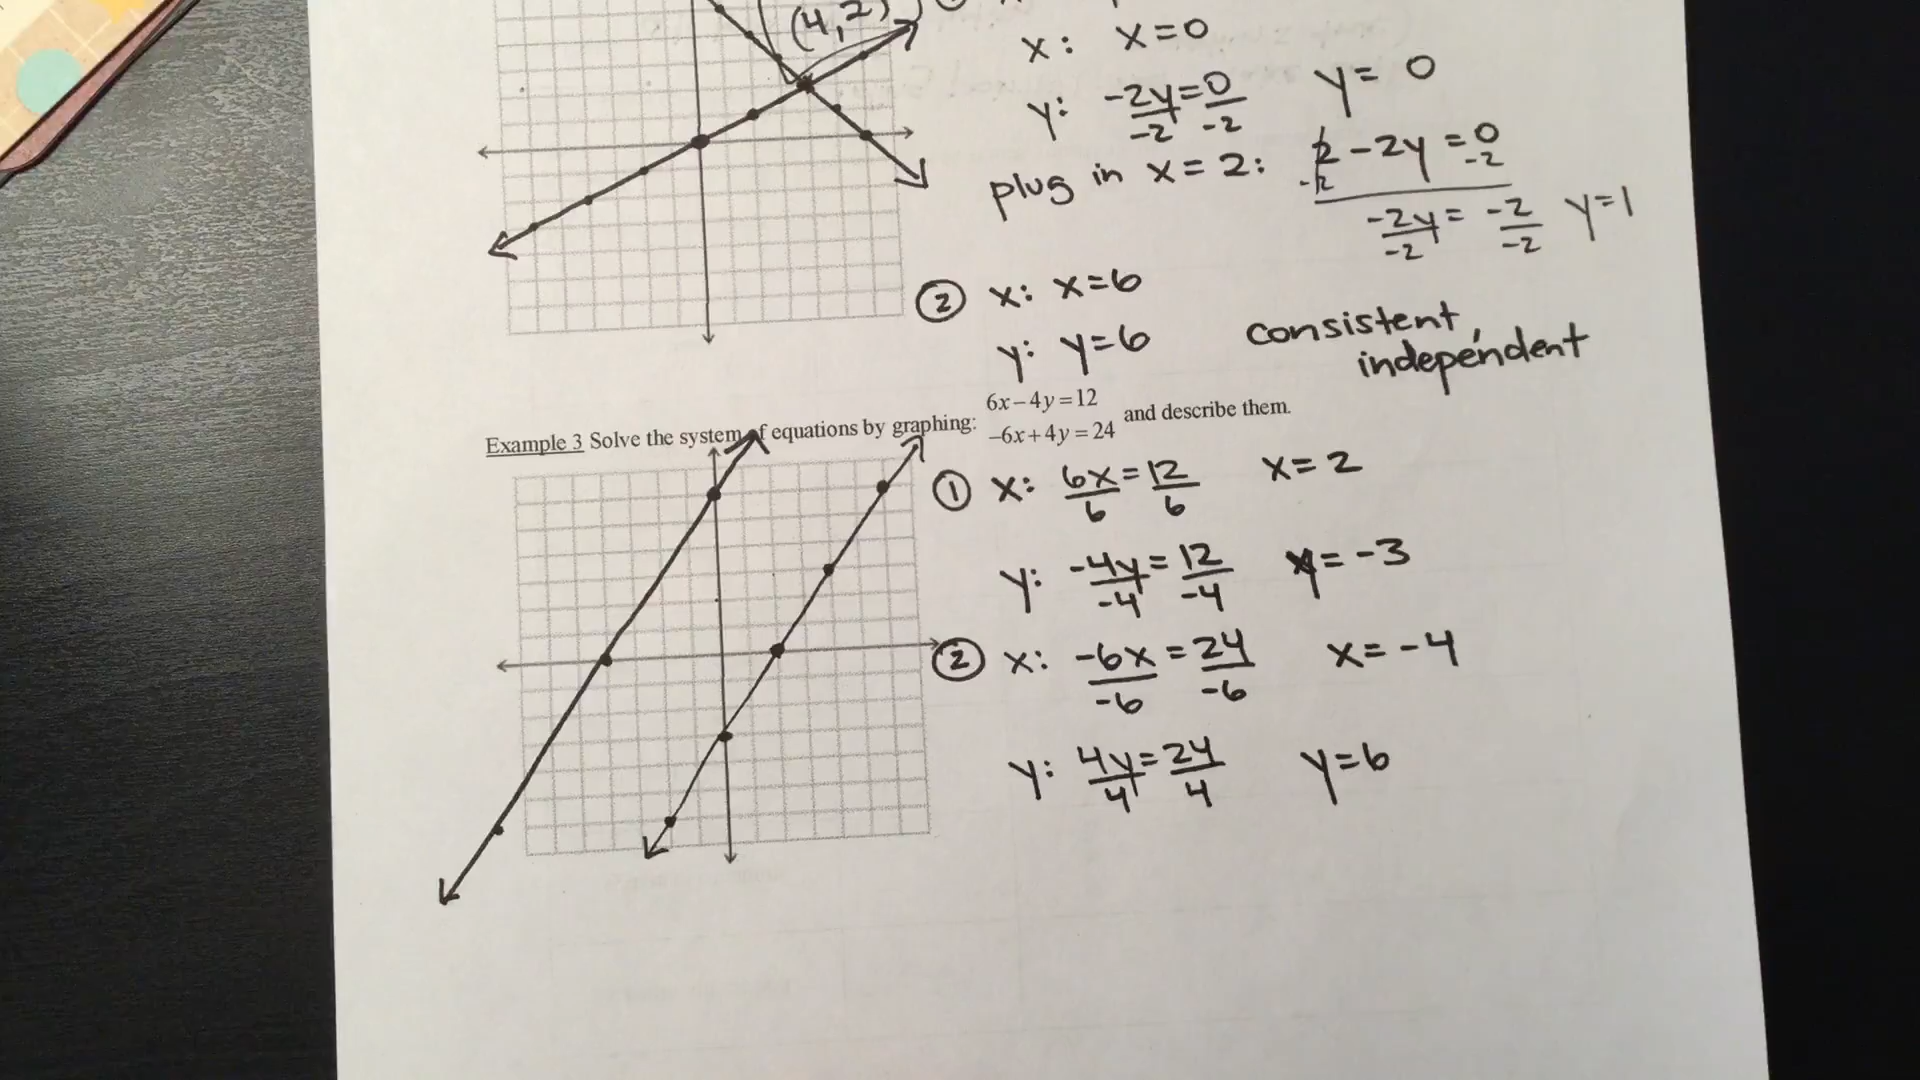 (4,2)
x: x=0
y: -2y/-2 = 0/-2 y= 0
plug in x=2: 2-2y=0
-2 -2
-2y/-2 = -2/-2 y=1
② x: x=6
y: y=6
consistent,
independent
Example 3 Solve the system of equations by graphing: 6x-4y=12
-6x+4y=24 and describe them.
① x: 6x/6 = 12/6 x=2
y: -4y/-4 = 12/-4 y=-3
② x: -6x/-6 = 24/-6 x=-4
y: 4y/4 = 24/4 y=6